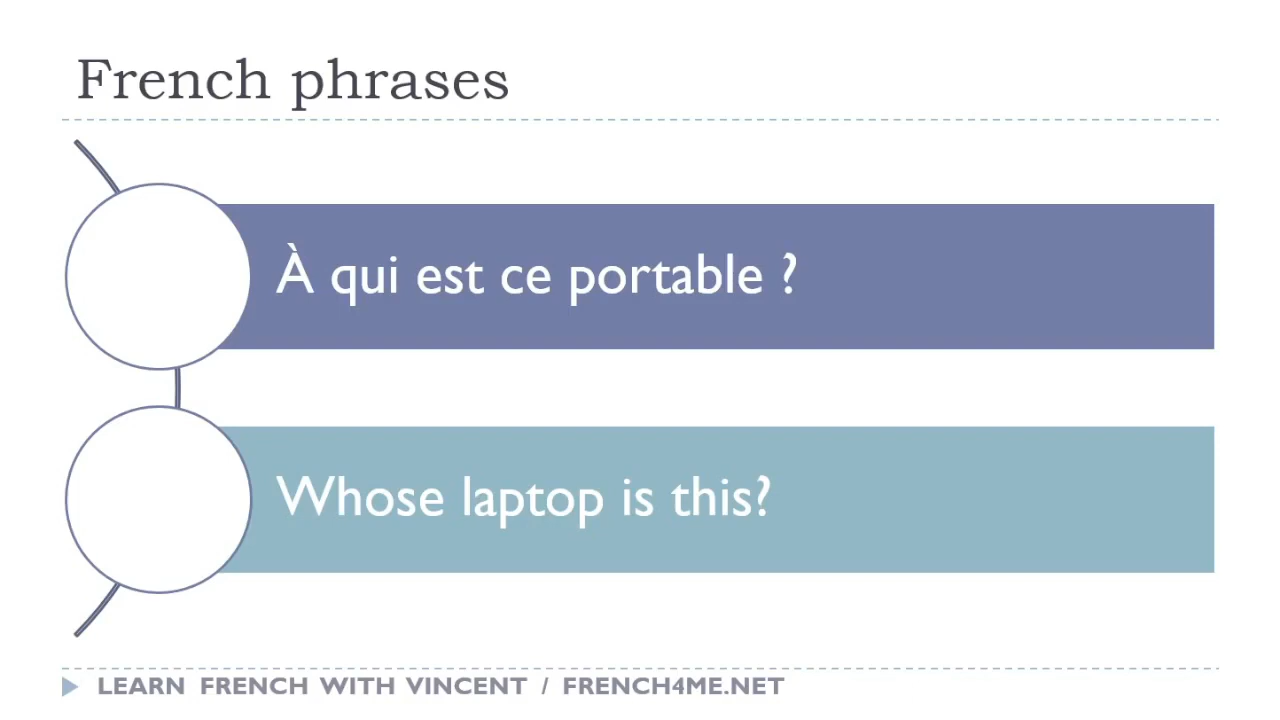 French phrases
À qui est ce portable ?
Whose laptop is this?
LEARN FRENCH WITH VINCENT / FRENCH4ME.NET